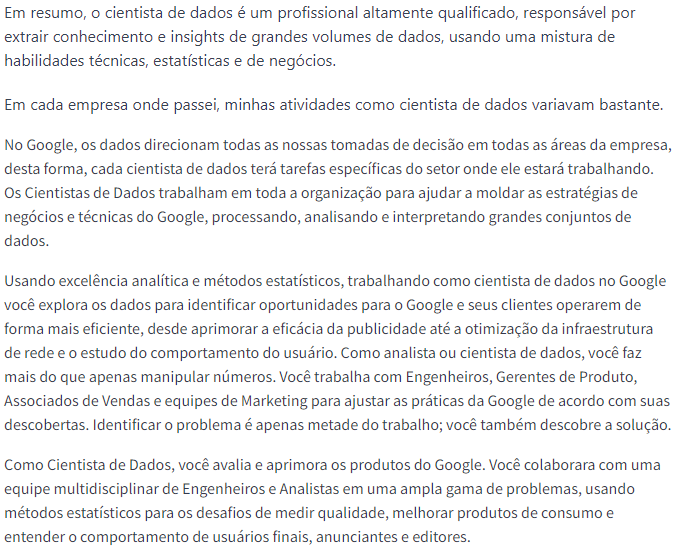 Em resumo, o cientista de dados é um profissional altamente qualificado, responsável por
extrair conhecimento e insights de grandes volumes de dados, usando uma mistura de
habilidades técnicas, estatísticas e de negócios.
Em cada empresa onde passei, minhas atividades como cientista de dados variavam bastante.
No Google, os dados direcionam todas as nossas tomadas de decisão em todas as áreas da empresa,
desta forma, cada cientista de dados terá tarefas específicas do setor onde ele estará trabalhando.
Os Cientistas de Dados trabalham em toda a organização para ajudar a moldar as estratégias de
negócios e técnicas do Google, processando, analisando e interpretando grandes conjuntos de
dados.
Usando excelência analítica e métodos estatísticos, trabalhando como cientista de dados no Google
você explora os dados para identificar oportunidades para o Google e seus clientes operarem de
forma mais eficiente, desde aprimorar a eficácia da publicidade até a otimização da infraestrutura
de rede e o estudo do comportamento do usuário. Como analista ou cientista de dados, você faz
mais do que apenas manipular números. Você trabalha com Engenheiros, Gerentes de Produto,
Associados de Vendas e equipes de Marketing para ajustar as práticas da Google de acordo com suas
descobertas. Identificar o problema é apenas metade do trabalho; você também descobre a solução.
Como Cientista de Dados, você avalia e aprimora os produtos do Google. Você colaborara com uma
equipe multidisciplinar de Engenheiros e Analistas em uma ampla gama de problemas, usando
métodos estatísticos para os desafios de medir qualidade, melhorar produtos de consumo e
entender o comportamento de usuários finais, anunciantes e editores.